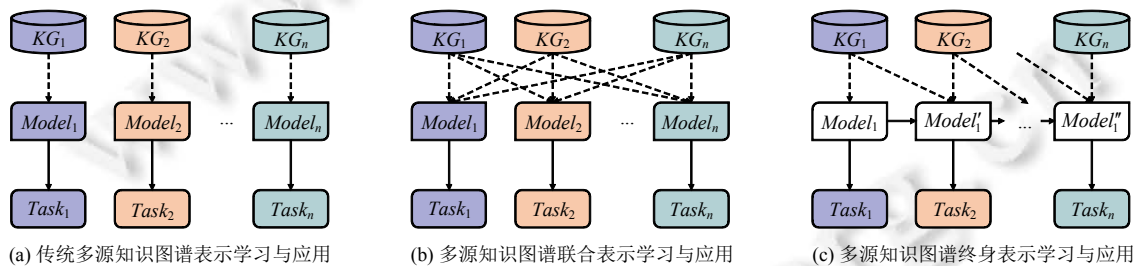 KG₁ KG₂ KGₙ KG₁ KG₂ KGₙ KG₁ KG₂ KGₙ
Model₁ Model₂ ... Modelₙ Model₁ Model₂ ... Modelₙ Model₁ Model₁′ ... Model₁″
Task₁ Task₂ Taskₙ Task₁ Task₂ Taskₙ Task₁ Task₂ Taskₙ
(a) 传统多源知识图谱表示学习与应用 (b) 多源知识图谱联合表示学习与应用 (c) 多源知识图谱终身表示学习与应用